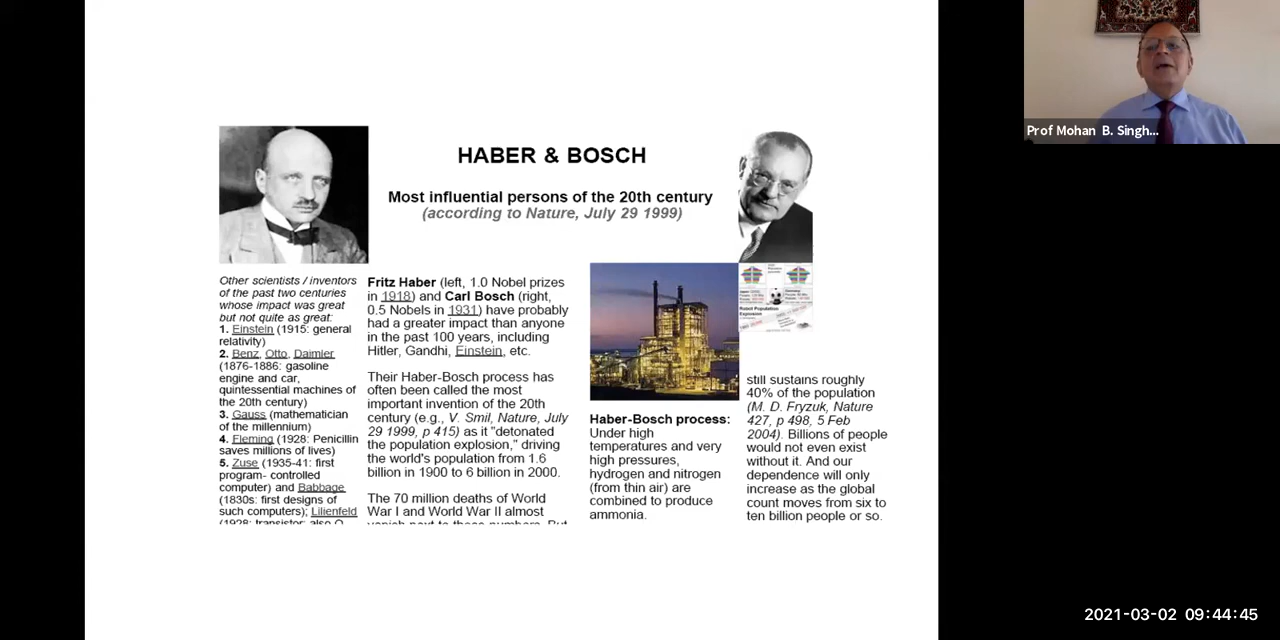 HABER & BOSCH
Most influential persons of the 20th century
(according to Nature, July 29 1999)
Other scientists / inventors
of the past two centuries
whose impact was great
but not quite as great:
1. Einstein (1915: general
relativity)
2. Benz, Otto, Daimler
(1876-1886: gasoline
engine and car,
quintessential machines of
the 20th century)
3. Gauss (mathematician
of the millennium)
4. Fleming (1928: Penicillin
saves millions of lives)
5. Zuse (1935-41: first
program- controlled
computer) and Babbage
(1830s: first designs of
such computers); Lilienfeld
(1928: transistor; also O
Fritz Haber (left, 1.0 Nobel prizes
in 1918) and Carl Bosch (right,
0.5 Nobels in 1931) have probably
had a greater impact than anyone
in the past 100 years, including
Hitler, Gandhi, Einstein, etc.
Their Haber-Bosch process has
often been called the most
important invention of the 20th
century (e.g., V. Smil, Nature, July
29 1999, p 415) as it "detonated
the population explosion," driving
the world's population from 1.6
billion in 1900 to 6 billion in 2000.
The 70 million deaths of World
War I and World War II almost
vanish next to these numbers. But
Haber-Bosch process:
Under high
temperatures and very
high pressures,
hydrogen and nitrogen
(from thin air) are
combined to produce
ammonia.
Robot Population
Explosion
still sustains roughly
40% of the population
(M. D. Fryzuk, Nature
427, p 498, 5 Feb
2004). Billions of people
would not even exist
without it. And our
dependence will only
increase as the global
count moves from six to
ten billion people or so.
Prof Mohan B. Singh...
2021-03-02 09:44:45